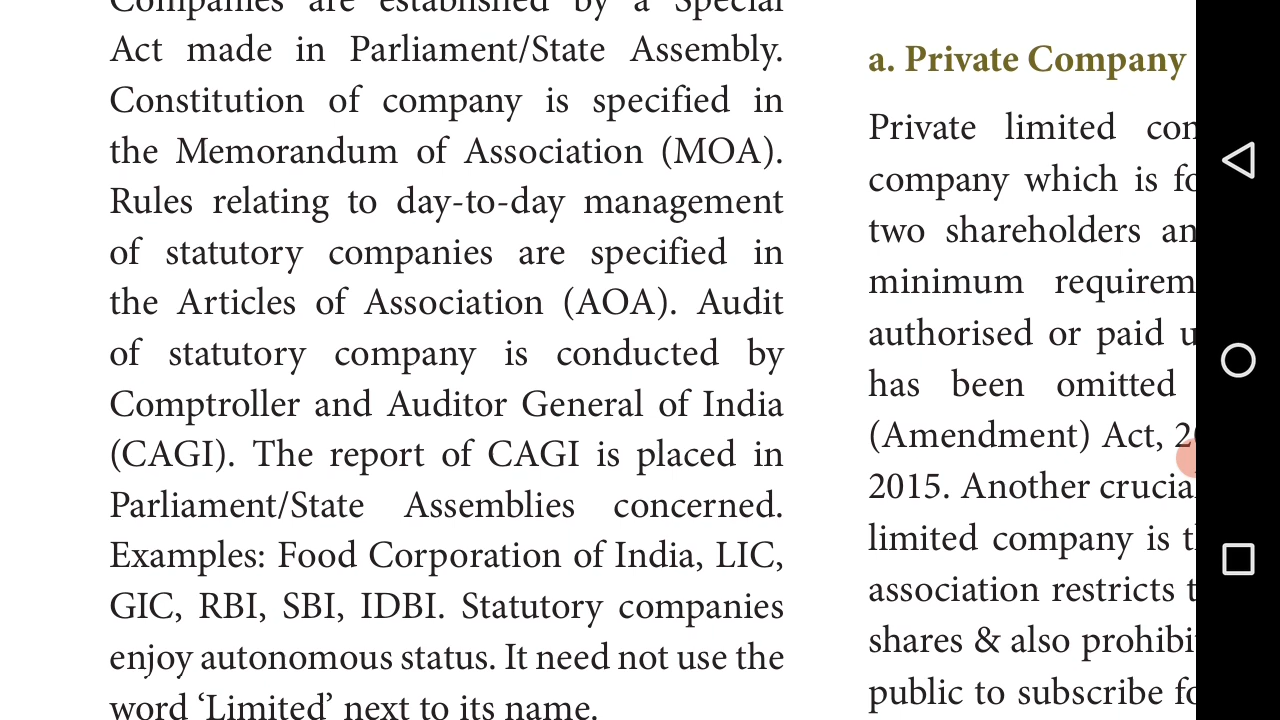 Companies are established by a Special
Act made in Parliament/State Assembly.
Constitution of company is specified in
the Memorandum of Association (MOA).
Rules relating to day-to-day management
of statutory companies are specified in
the Articles of Association (AOA). Audit
of statutory company is conducted by
Comptroller and Auditor General of India
(CAGI). The report of CAGI is placed in
Parliament/State Assemblies concerned.
Examples: Food Corporation of India, LIC,
GIC, RBI, SBI, IDBI. Statutory companies
enjoy autonomous status. It need not use the
word ‘Limited’ next to its name.
a. Private Company
Private limited
company which is
two shareholders
minimum
authorised or paid
has been omitted
(Amendment) Act,
2015. Another
limited company is
association restricts
shares & also
public to subscribe